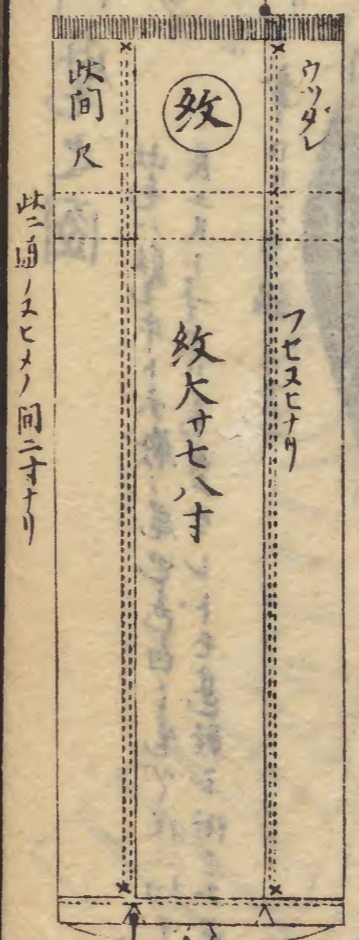 ウワダレ
紋
此間尺
フセヌヒナリ
紋大サ七八寸
此二通ノヌヒメノ間二寸ナリ